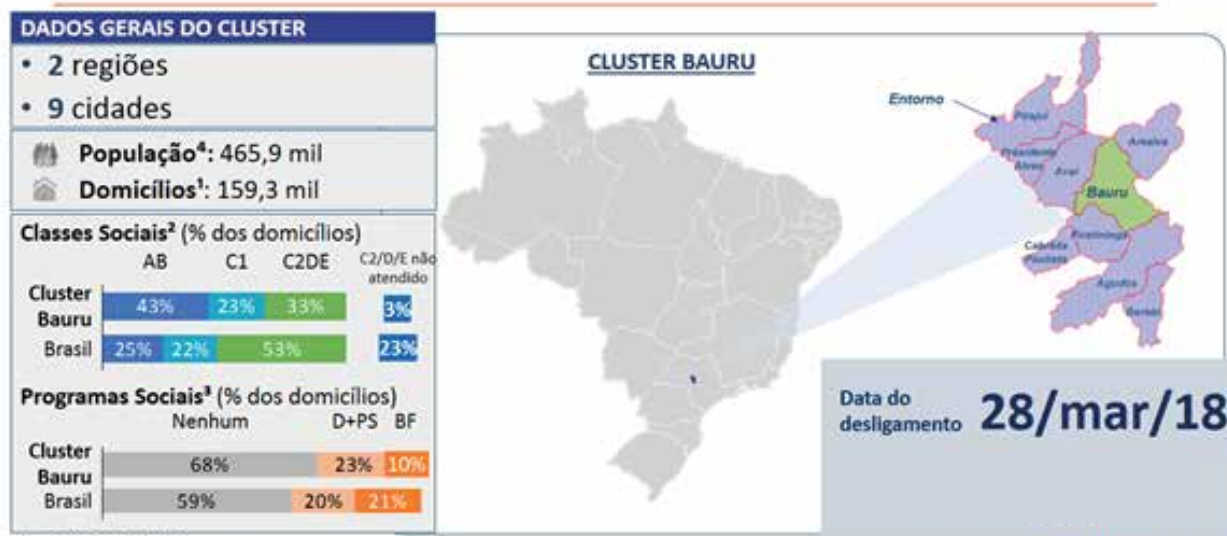 DADOS GERAIS DO CLUSTER
• 2 regiões
• 9 cidades
População⁴: 465,9 mil
Domicílios¹: 159,3 mil
Classes Sociais² (% dos domicílios)
AB C1 C2DE C2/D/E não atendido
Cluster Bauru 43% 23% 33% 3%
Brasil 25% 22% 53% 23%
Programas Sociais³ (% dos domicílios)
Nenhum D+PS BF
Cluster Bauru 68% 23% 10%
Brasil 59% 20% 21%
CLUSTER BAURU
Entorno
Pirajuí
Presidente Alves
Avaí
Arealva
Bauru
Piratininga
Cabrália Paulista
Agudos
Data do desligamento 28/mar/18